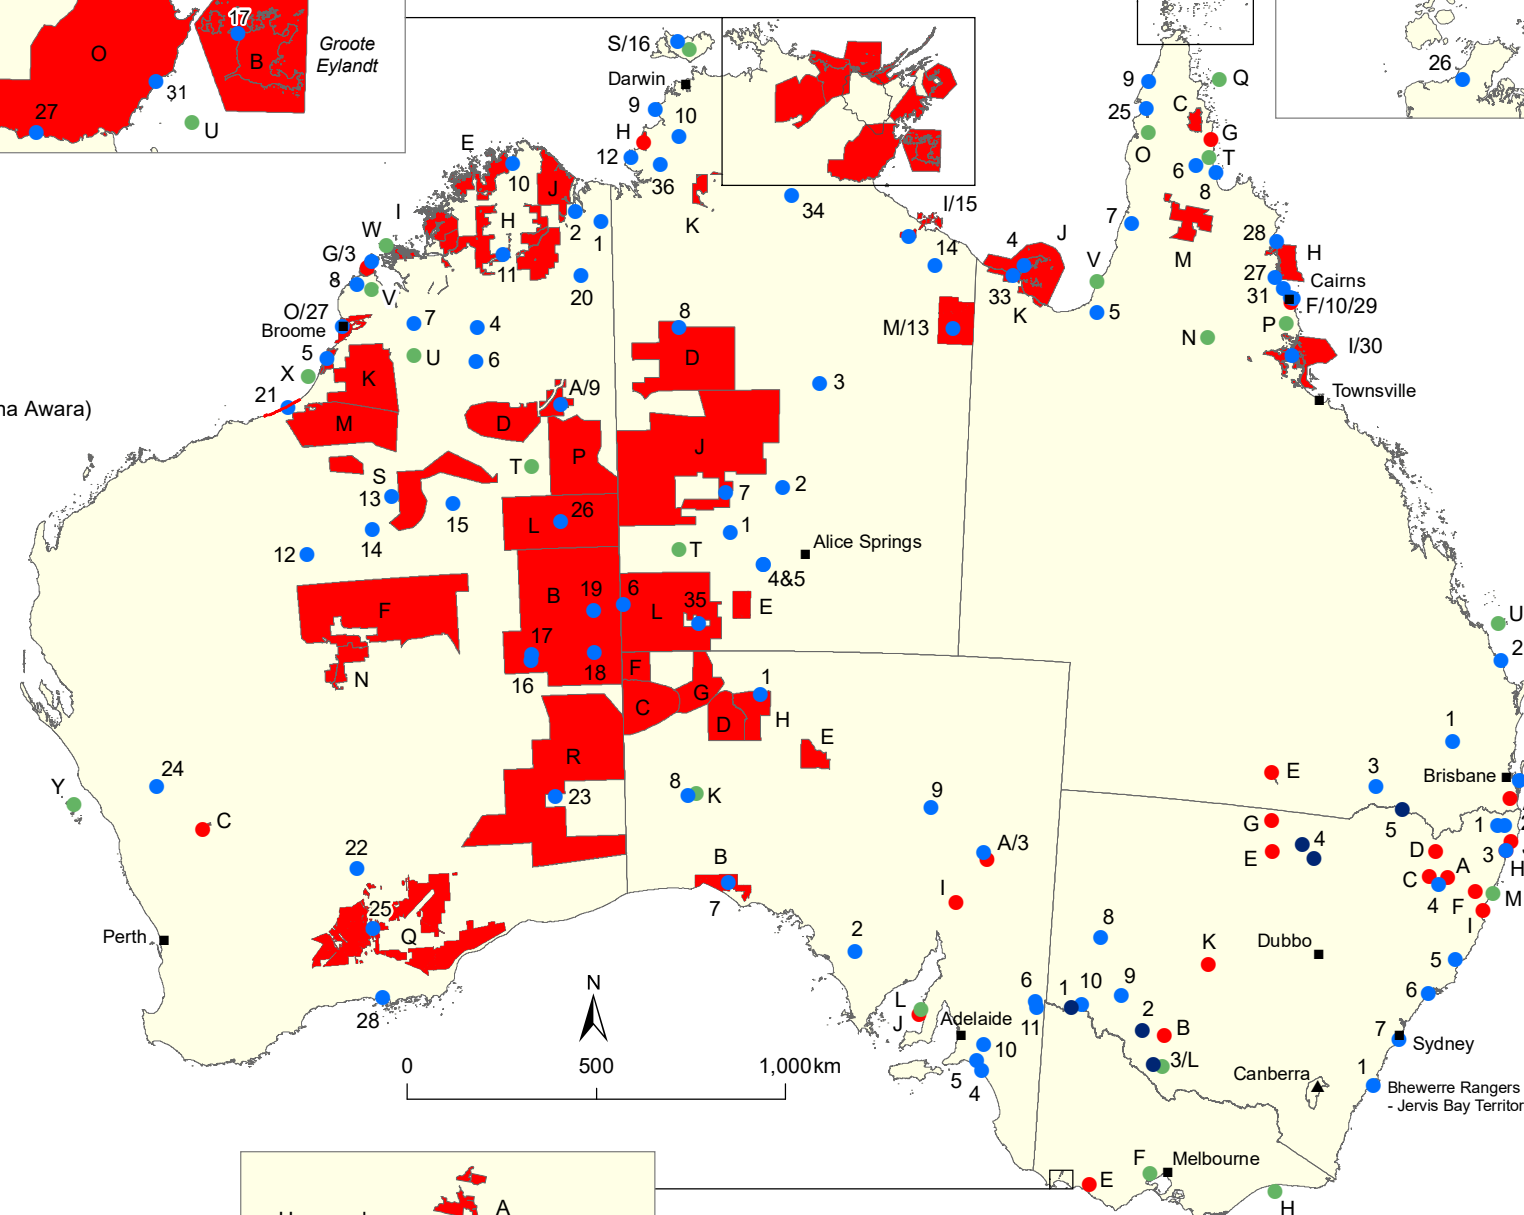 17
O
B
Groote
Eylandt
31
27
U
S/16
Darwin
9
10
H
12
36
K
34
I/15
14
E
10
J
H
2
1
11
20
I
W
G/3
8
V
O/27
Broome
7
4
U
6
5
X
21
K
M
A/9
D
P
T
S
13
15
14
12
L
26
M/13
8
D
3
J
7
2
1
T
Alice Springs
4&5
26
9
Q
25
C
G
O
T
6
8
7
M
28
H
27
Cairns
31
F/10/29
P
N
I/30
Townsville
4
J
33
K
V
5
na Awara)
F
N
B
19
6
L
35
E
17
16
18
F
C
G
1
D
H
E
R
23
8
K
9
24
Y
C
22
25
Q
Perth
28
B
7
A/3
I
2
L
J
Adelaide
10
5
4
6
11
N
0
500
1,000km
U
2
1
Brisbane
3
E
5
G
4
E
1
2
D
3
H
C
A
4
F
M
I
8
K
Dubbo
5
6
1
10
9
2
B
3/L
7
Sydney
Canberra
1
Bhewerre Rangers
- Jervis Bay Territor
F
Melbourne
E
H
A